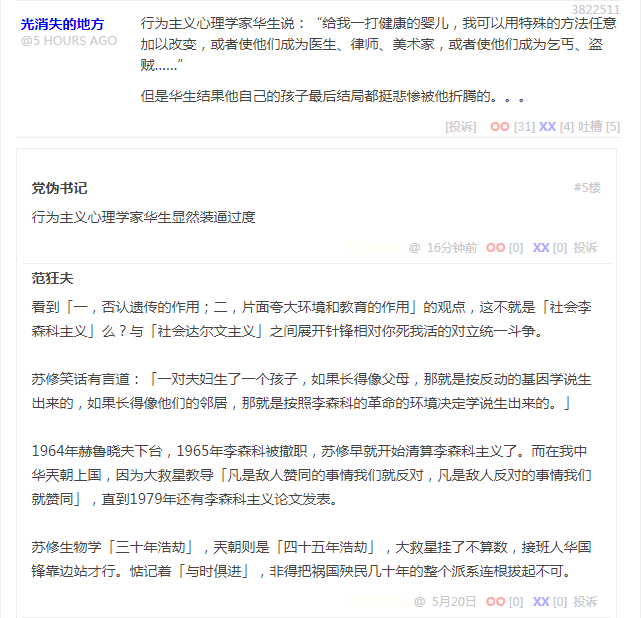 3822511
光消失的地方
@5 HOURS AGO
行为主义心理学家华生说：“给我一打健康的婴儿，我可以用特殊的方法任意
加以改变，或者使他们成为医生、律师、美术家，或者使他们成为乞丐、盗
贼......”
但是华生结果他自己的孩子最后结局都挺悲惨被他折腾的。。。
[投诉] OO [31] XX [4] 吐槽 [5]
党伪书记
#5楼
行为主义心理学家华生显然装逼过度
@ 16分钟前 OO [0] XX [0] 投诉
范狂夫
看到「一，否认遗传的作用；二，片面夸大环境和教育的作用」的观点，这不就是「社会李
森科主义」么？与「社会达尔文主义」之间展开针锋相对你死我活的对立统一斗争。
苏修笑话有言道：「一对夫妇生了一个孩子，如果长得像父母，那就是按反动的基因学说生
出来的，如果长得像他们的邻居，那就是按照李森科的革命的环境决定学说生出来的。」
1964年赫鲁晓夫下台，1965年李森科被撤职，苏修早就开始清算李森科主义了。而在我中
华天朝上国，因为大救星教导「凡是敌人赞同的事情我们就反对，凡是敌人反对的事情我们
就赞同」，直到1979年还有李森科主义论文发表。
苏修生物学「三十年浩劫」，天朝则是「四十五年浩劫」，大救星挂了不算数，接班人华国
锋靠边站才行。惦记着「与时俱进」，非得把祸国殃民几十年的整个派系连根拔起不可。
@ 5月20日 OO [0] XX [0] 投诉